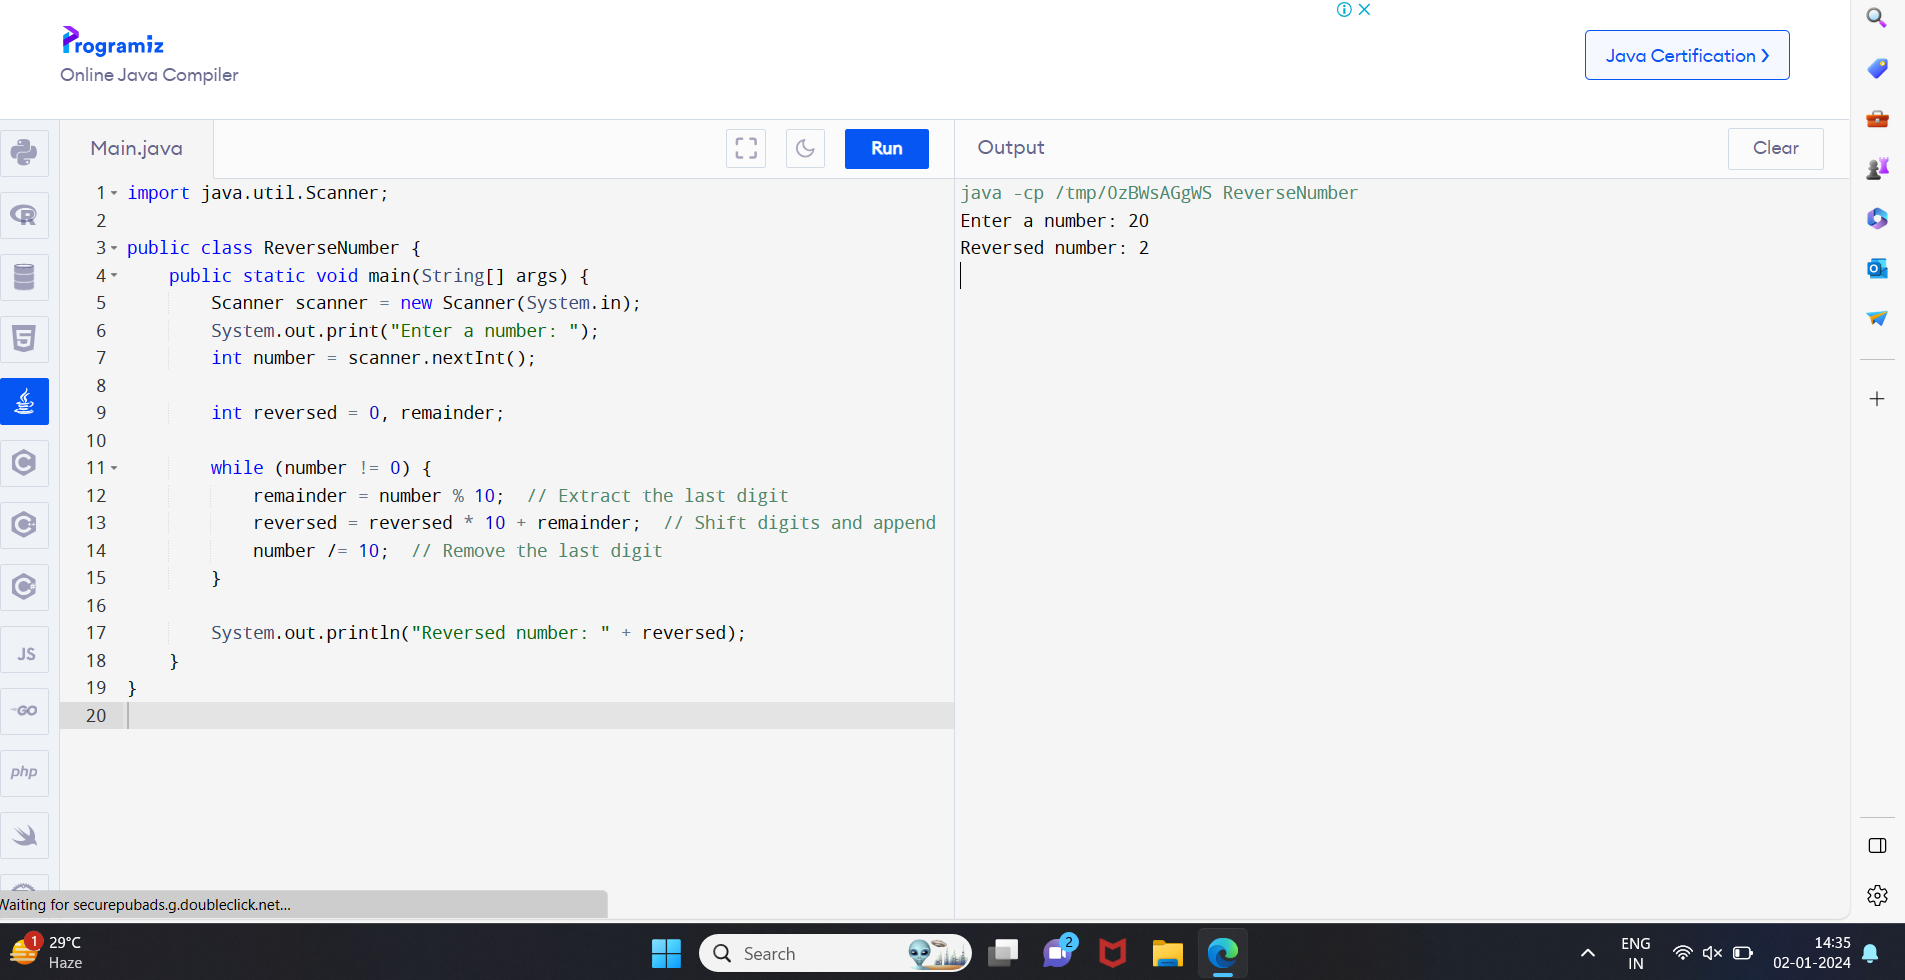 Programiz
Online Java Compiler
Java Certification
Main.java
Run
Output
Clear
1 import java.util.Scanner;
2
3 public class ReverseNumber {
4 public static void main(String[] args) {
5 Scanner scanner = new Scanner(System.in);
6 System.out.print("Enter a number: ");
7 int number = scanner.nextInt();
8
9 int reversed = 0, remainder;
10
11 while (number != 0) {
12 remainder = number % 10;  // Extract the last digit
13 reversed = reversed * 10 + remainder;  // Shift digits and append
14 number /= 10;  // Remove the last digit
15 }
16
17 System.out.println("Reversed number: " + reversed);
18 }
19 }
20
java -cp /tmp/0zBWsAGgWS ReverseNumber
Enter a number: 20
Reversed number: 2
JS
GO
php
Waiting for securepubads.g.doubleclick.net...
1
29°C
Haze
Search
2
ENG
IN
14:35
02-01-2024